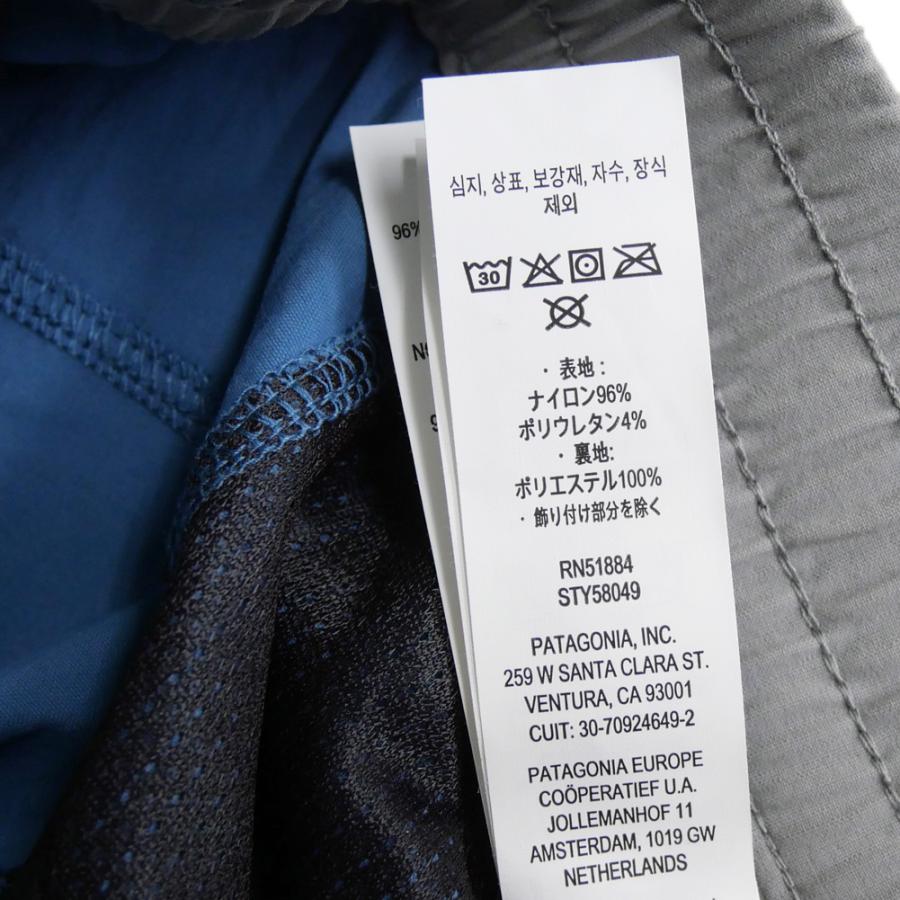 심지, 상표, 보강재, 자수, 장식
제외
96%
30
・ 表地 :
ナイロン96%
ポリウレタン4%
・ 裏地:
ポリエステル100%
・ 飾り付け部分を除く
RN51884
STY58049
PATAGONIA, INC.
259 W SANTA CLARA ST.
VENTURA, CA 93001
CUIT: 30-70924649-2
PATAGONIA EUROPE
COÖPERATIEF U.A.
JOLLEMANHOF 11
AMSTERDAM, 1019 GW
NETHERLANDS